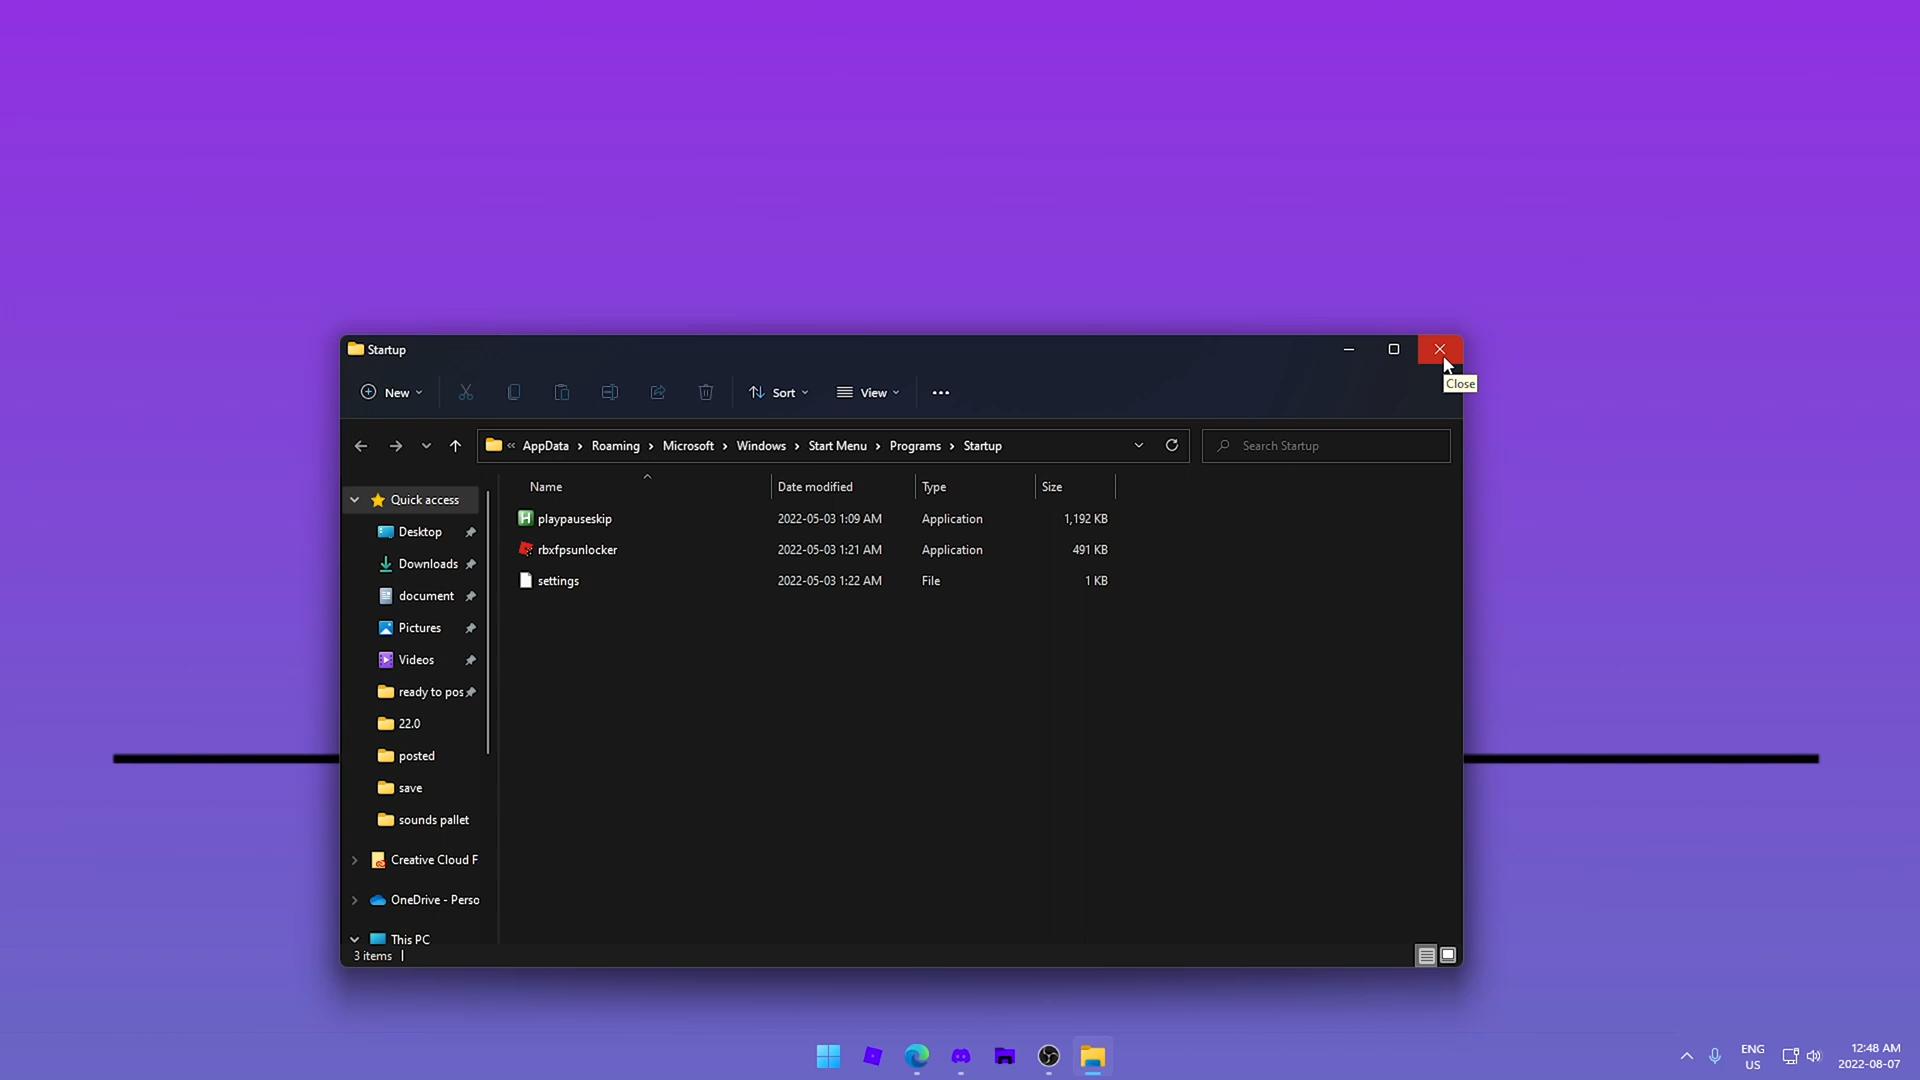 Startup
Close
New
Sort
View
AppData > Roaming > Microsoft > Windows > Start Menu > Programs > Startup
Search Startup
Name Date modified Type Size
playpauseskip 2022-05-03 1:09 AM Application 1,192 KB
rbxfpsunlocker 2022-05-03 1:21 AM Application 491 KB
settings 2022-05-03 1:22 AM File 1 KB
Quick access
Desktop
Downloads
document
Pictures
Videos
ready to pos
22.0
posted
save
sounds pallet
Creative Cloud F
OneDrive - Perso
This PC
3 items
ENG
US
12:48 AM
2022-08-07